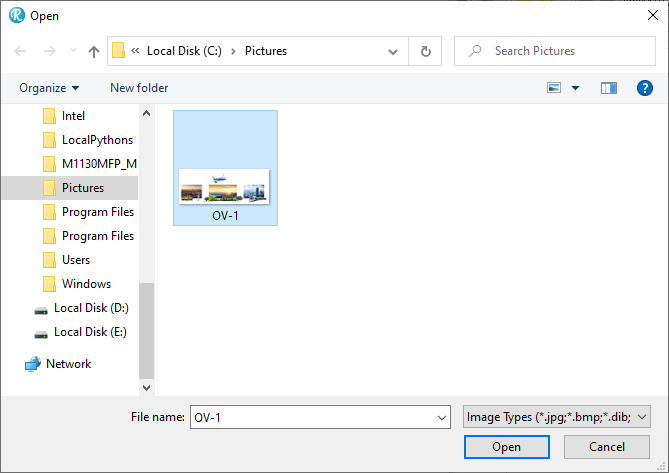 Open
Local Disk (C:) Pictures
Search Pictures
Organize
New folder
Intel
LocalPythons
M1130MFP_M
Pictures
Program Files
Program Files
Users
Windows
Local Disk (D:)
Local Disk (E:)
Network
OV-1
File name: OV-1
Image Types (*.jpg;*.bmp;*.dib;
Open Cancel